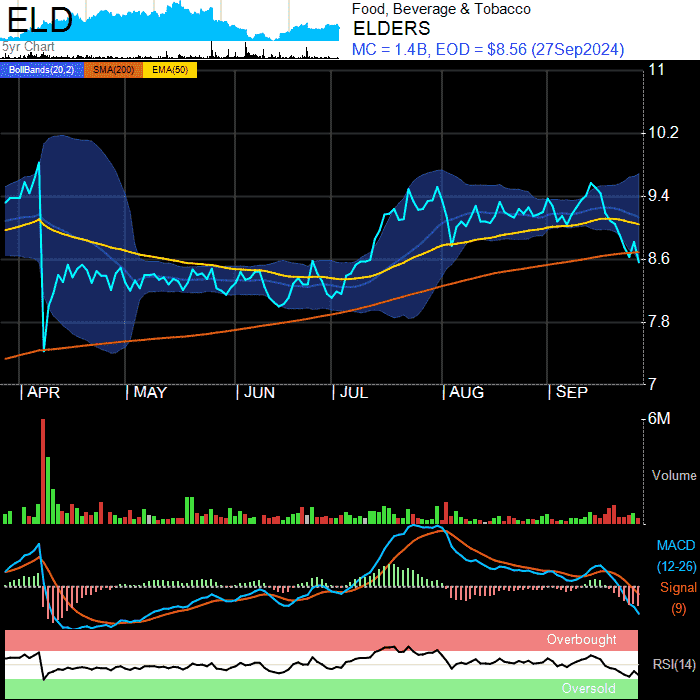 ELD
5yr Chart
Food, Beverage & Tobacco
ELDERS
MC = 1.4B, EOD = $8.56 (27Sep2024)
BollBands(20,2) SMA(200) EMA(50)
11
10.2
9.4
8.6
7.8
7
APR MAY JUN JUL AUG SEP
6M
Volume
MACD
(12-26)
Signal
(9)
Overbought
RSI(14)
Oversold